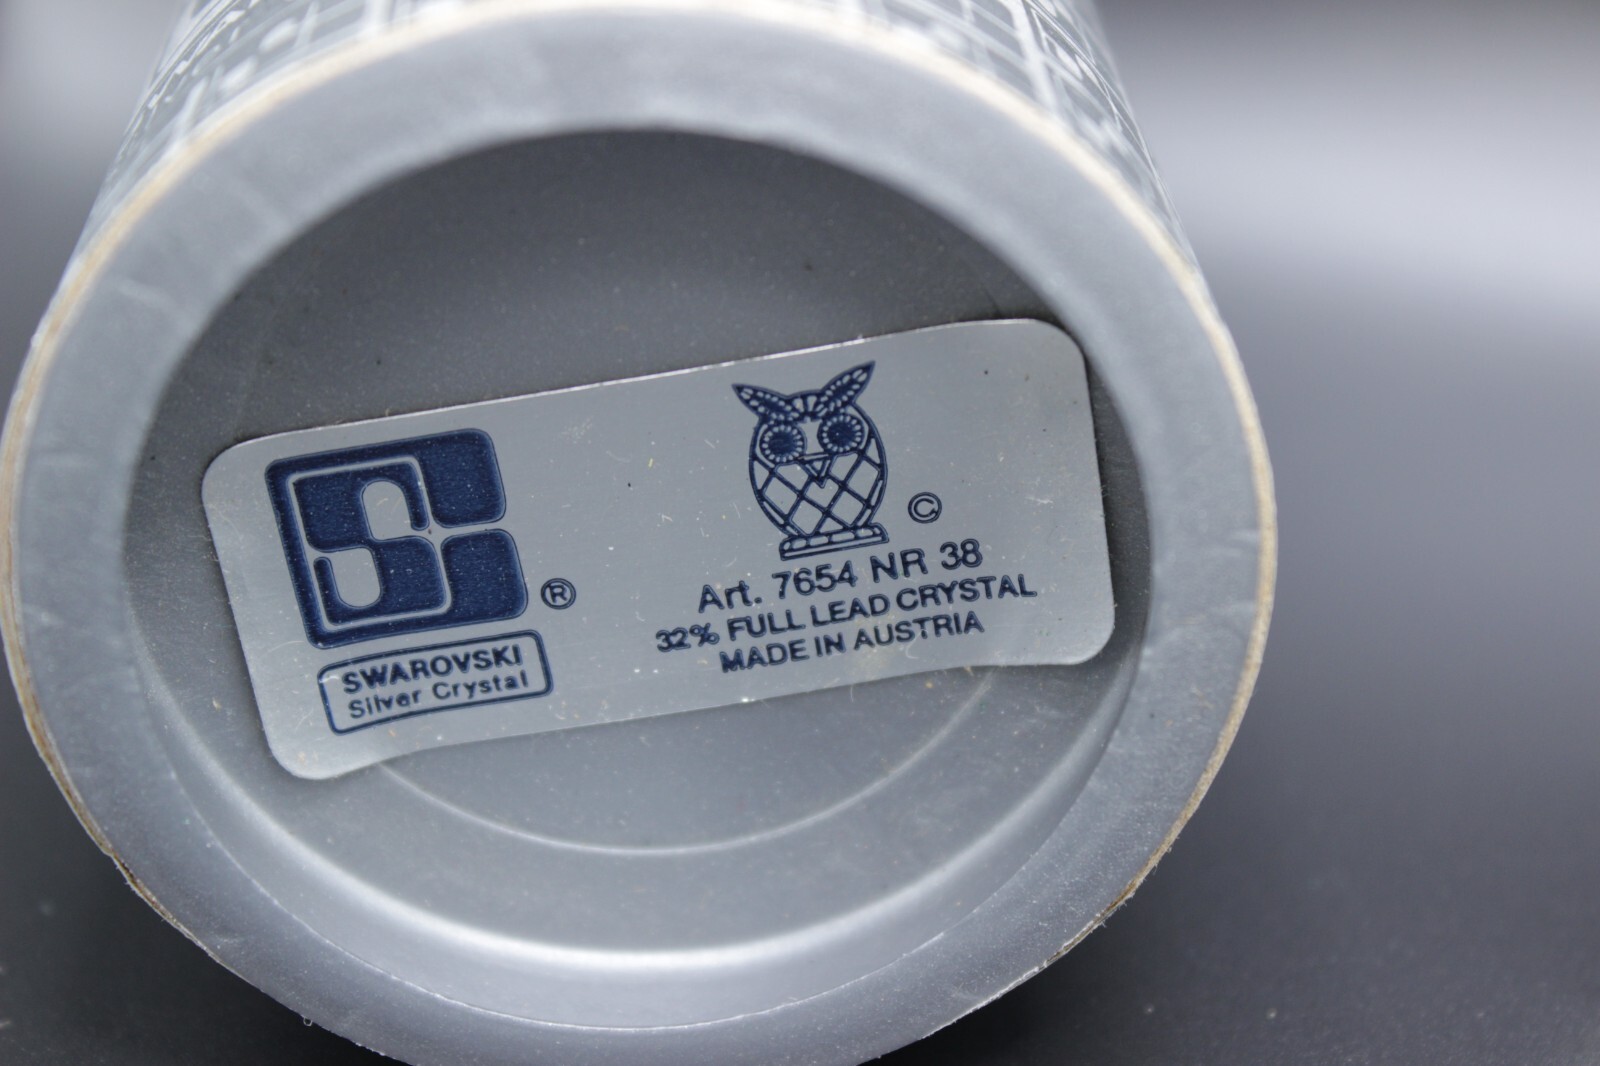 ®
SWAROVSKI
Silver Crystal
©
Art. 7654 NR 38
32% FULL LEAD CRYSTAL
MADE IN AUSTRIA